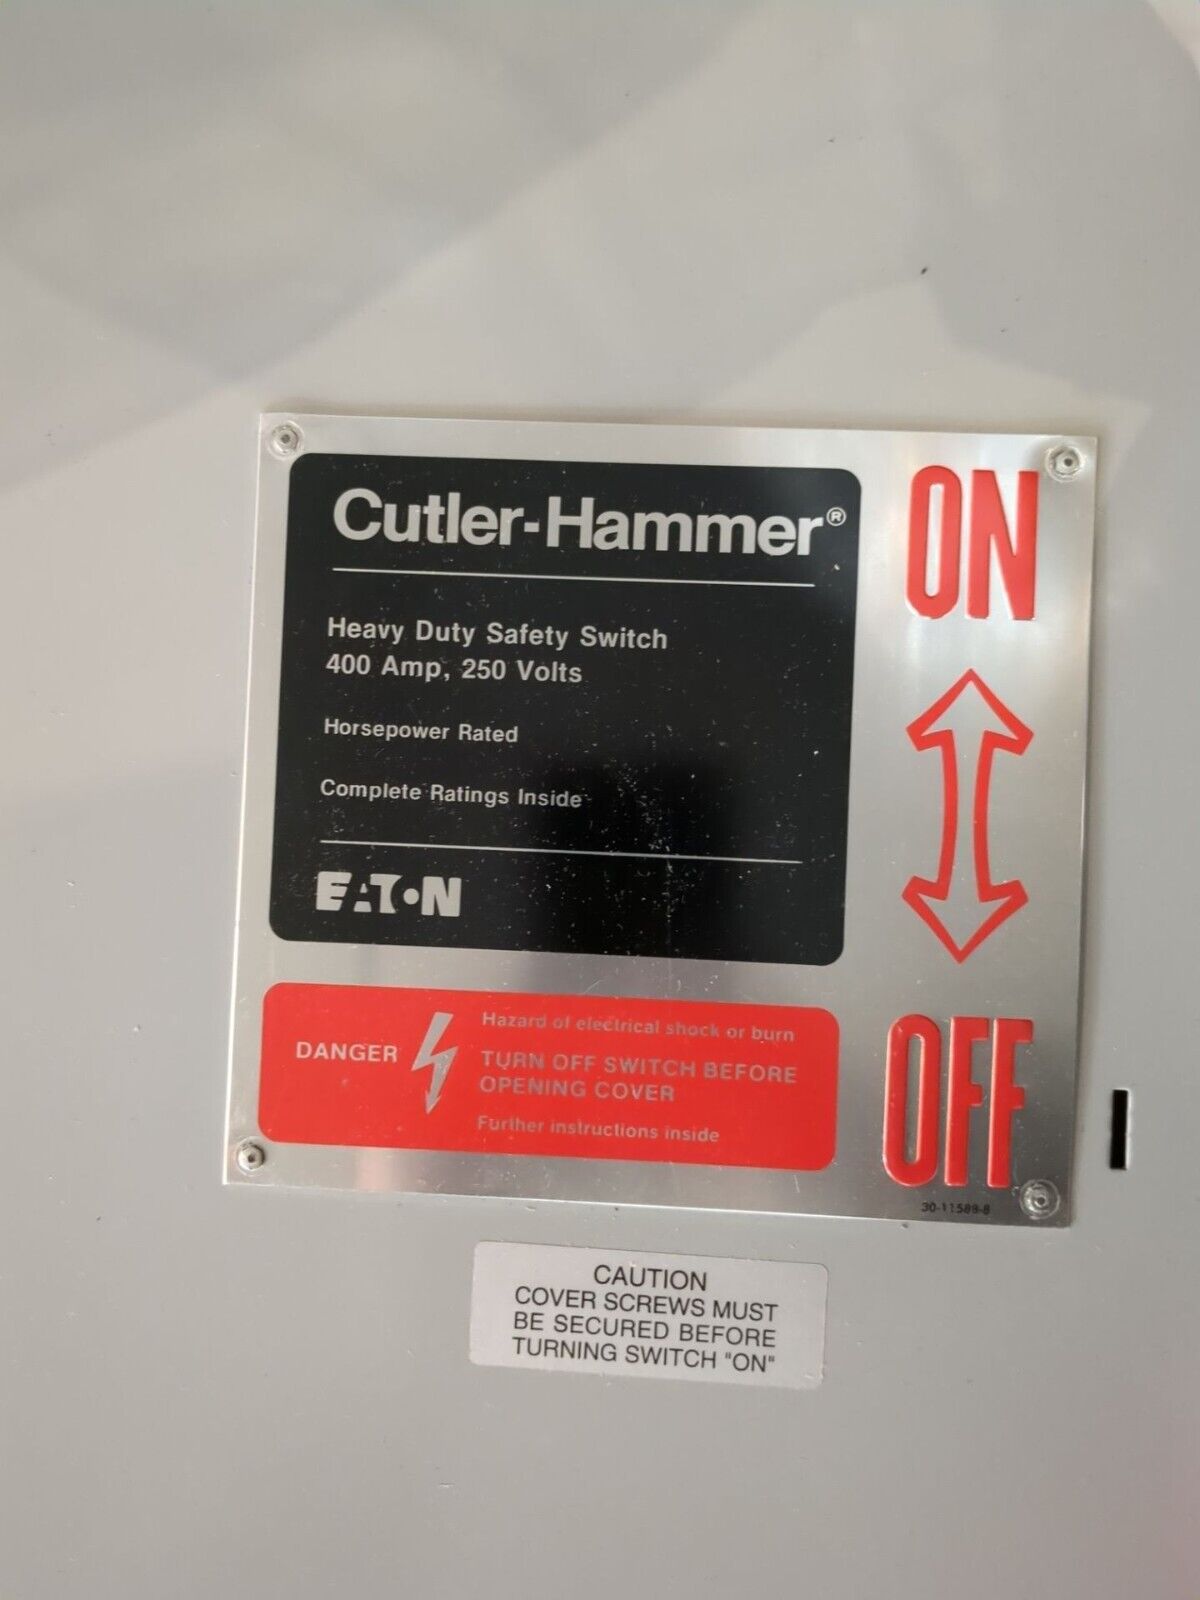 Cutler-Hammer®
Heavy Duty Safety Switch
400 Amp, 250 Volts
Horsepower Rated
Complete Ratings Inside
EATON
ON
OFF
DANGER
Hazard of electrical shock or burn
TURN OFF SWITCH BEFORE
OPENING COVER
Further instructions inside
30-11588-8
CAUTION
COVER SCREWS MUST
BE SECURED BEFORE
TURNING SWITCH "ON"